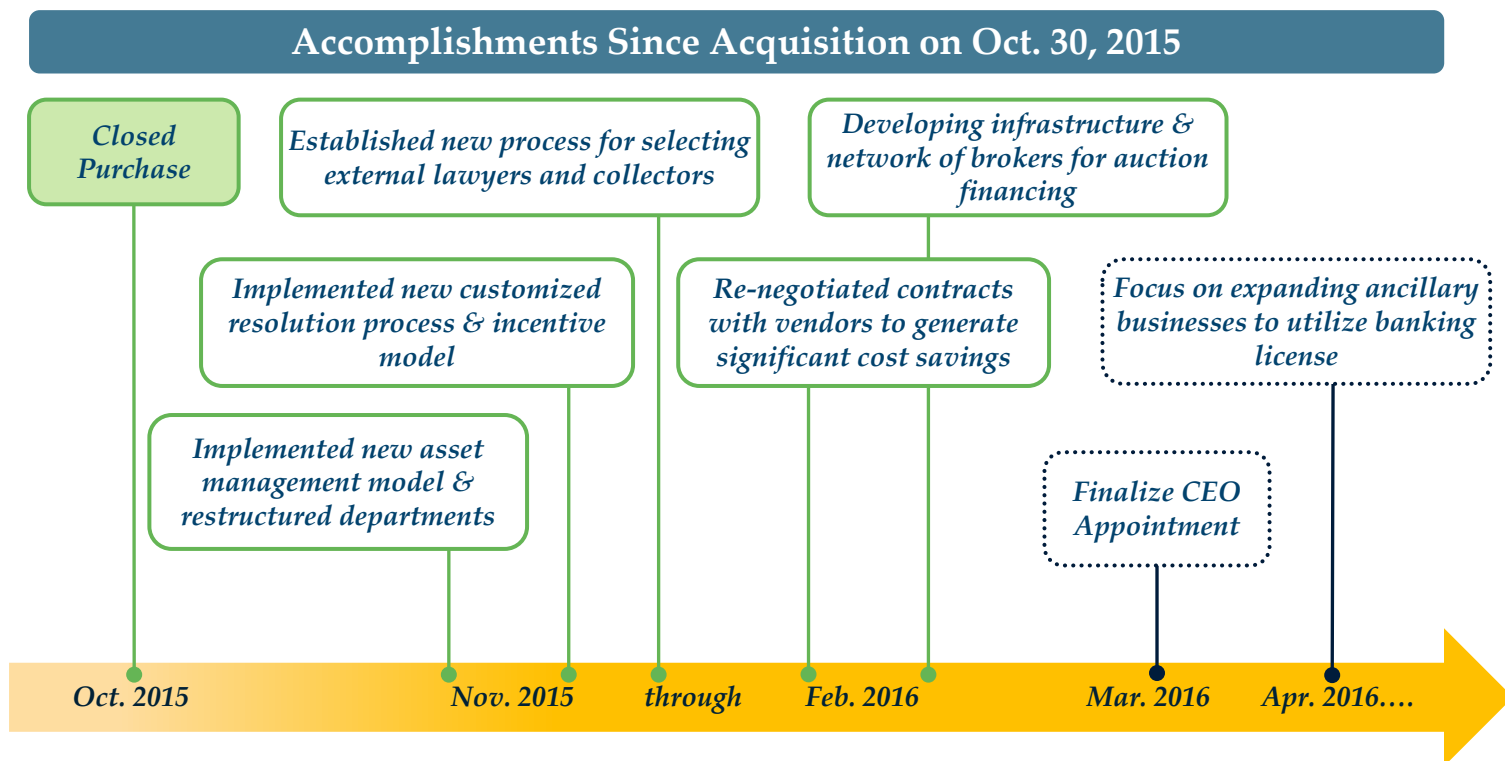 Accomplishments Since Acquisition on Oct. 30, 2015
Closed
Purchase
Established new process for selecting
external lawyers and collectors
Developing infrastructure &
network of brokers for auction
financing
Implemented new customized
resolution process & incentive
model
Re-negotiated contracts
with vendors to generate
significant cost savings
Focus on expanding ancillary
businesses to utilize banking
license
Implemented new asset
management model &
restructured departments
Finalize CEO
Appointment
Oct. 2015
Nov. 2015
through
Feb. 2016
Mar. 2016
Apr. 2016....